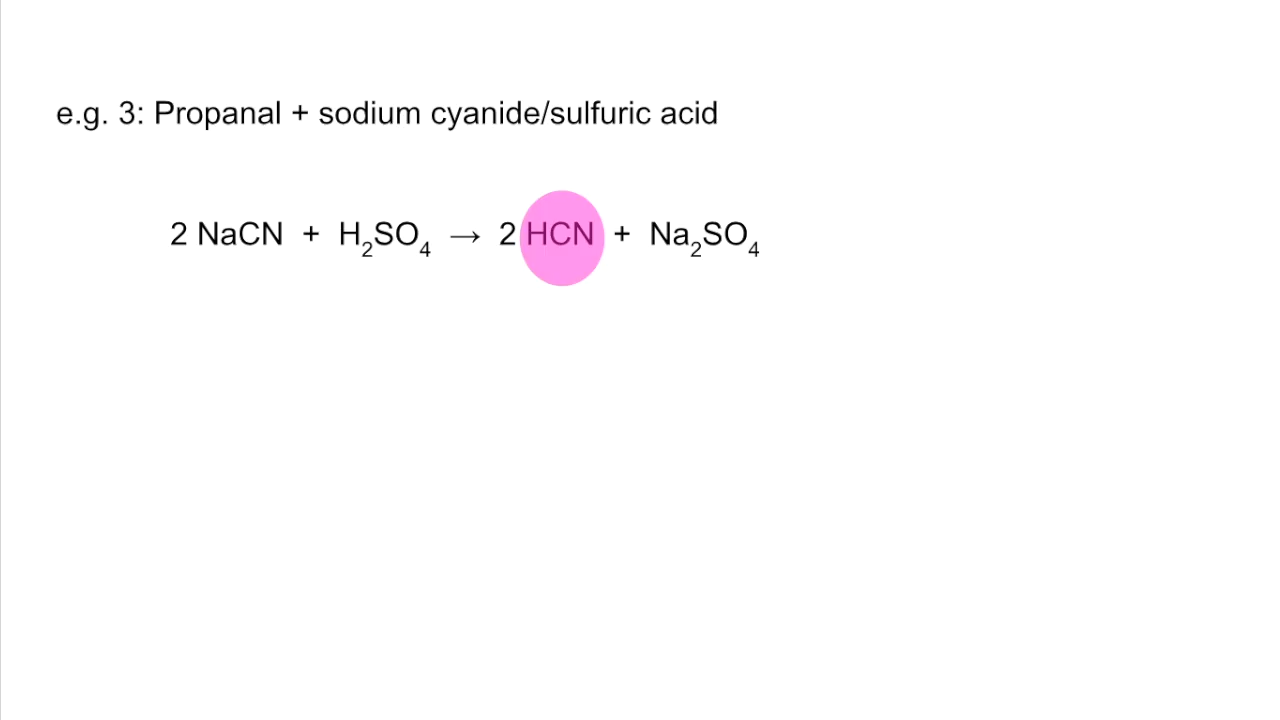 e.g. 3: Propanal + sodium cyanide/sulfuric acid
2 NaCN + H₂SO₄ → 2 HCN + Na₂SO₄